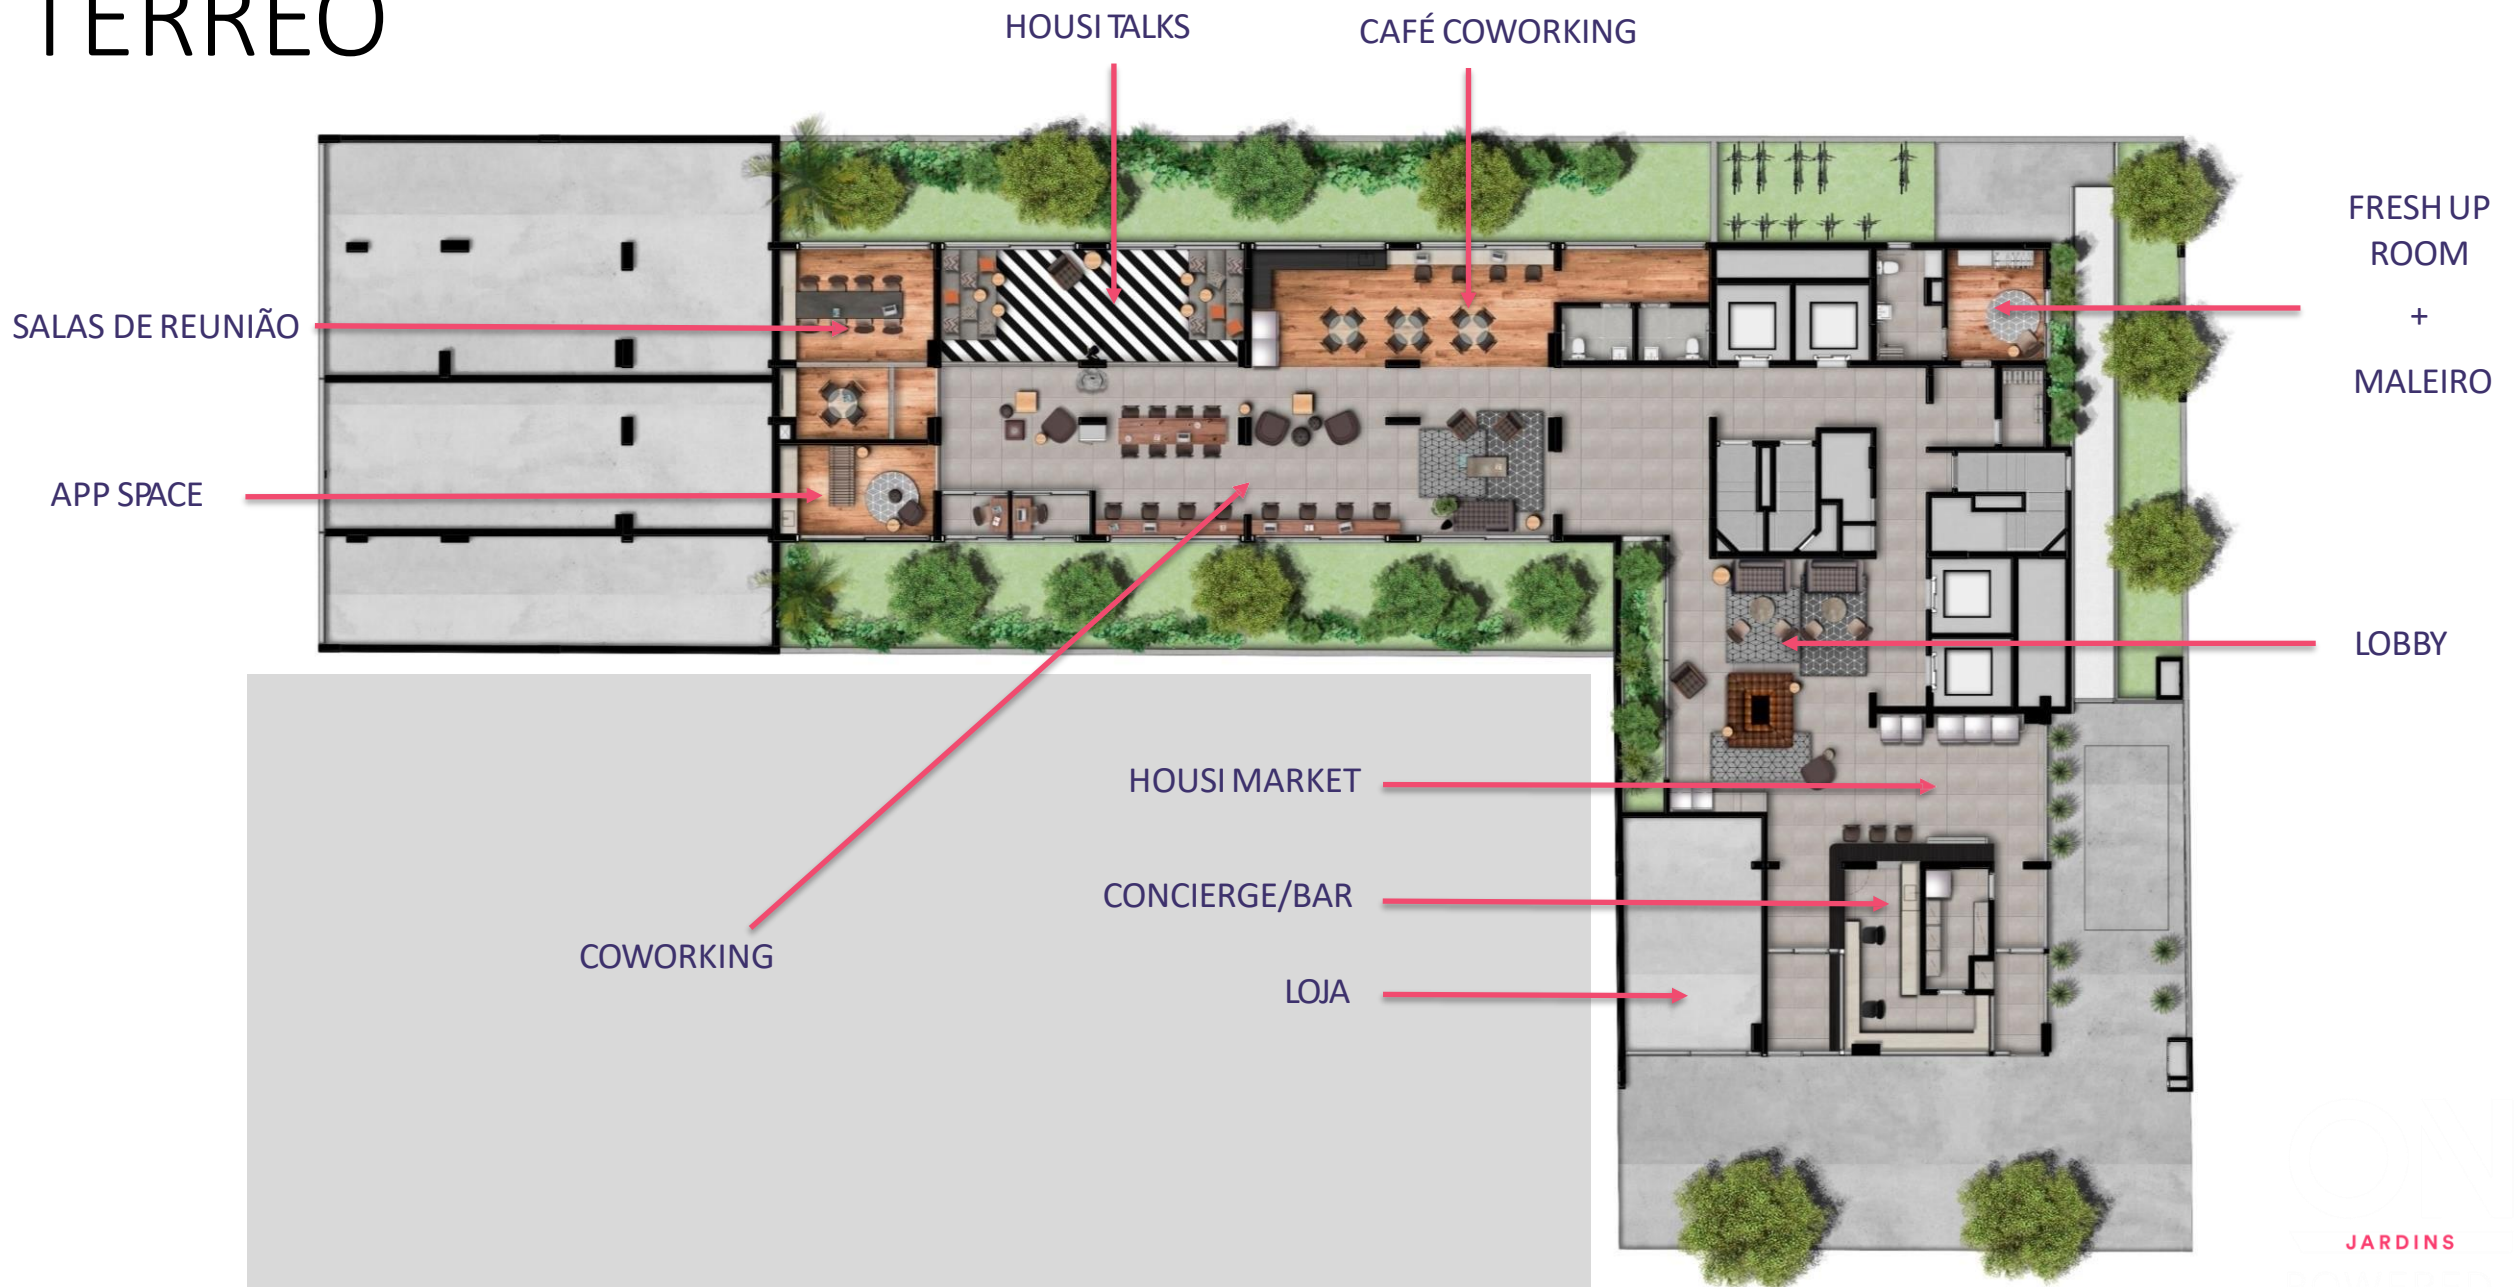 TÉRREO
HOUSI TALKS
CAFÉ COWORKING
FRESH UP
ROOM
+
MALEIRO
SALAS DE REUNIÃO
APP SPACE
LOBBY
HOUSI MARKET
CONCIERGE/BAR
COWORKING
LOJA
JARDINS